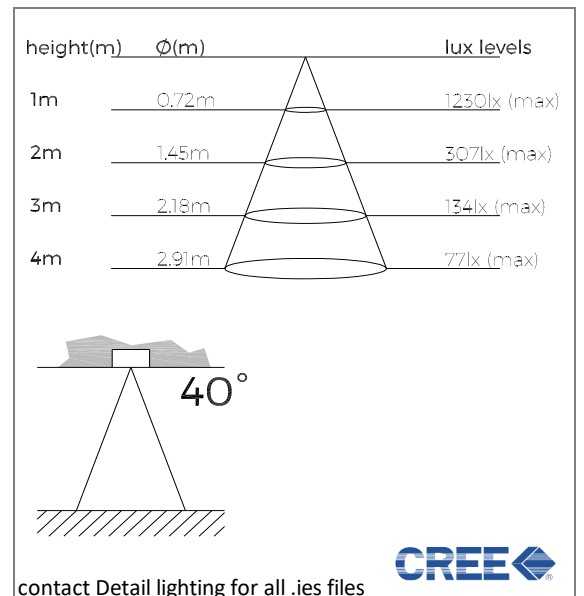 height(m) Ø(m) lux levels
1m 0.72m 1230lx (max)
2m 1.45m 307lx (max)
3m 2.18m 134lx (max)
4m 2.91m 77lx (max)
40°
CREE
contact Detail lighting for all .ies files